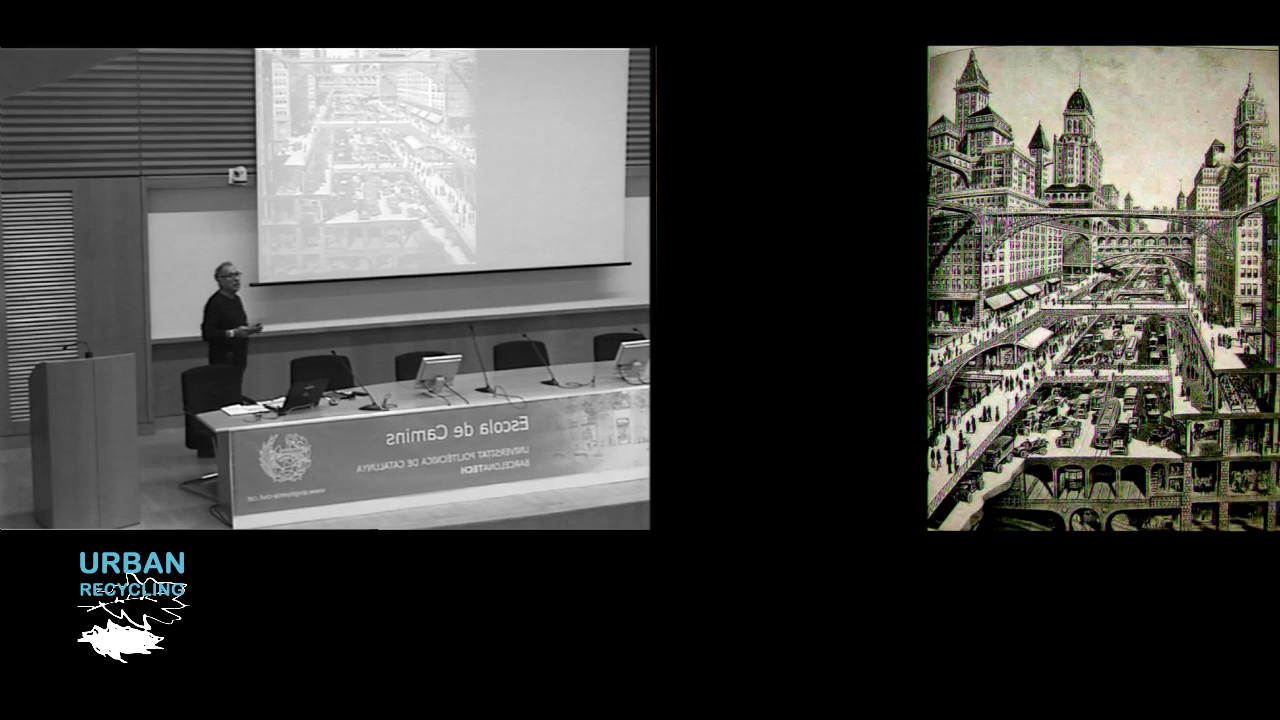 Escola de Camins
UNIVERSITAT POLITÈCNICA DE CATALUNYA
BARCELONATECH
URBAN
RECYCLING